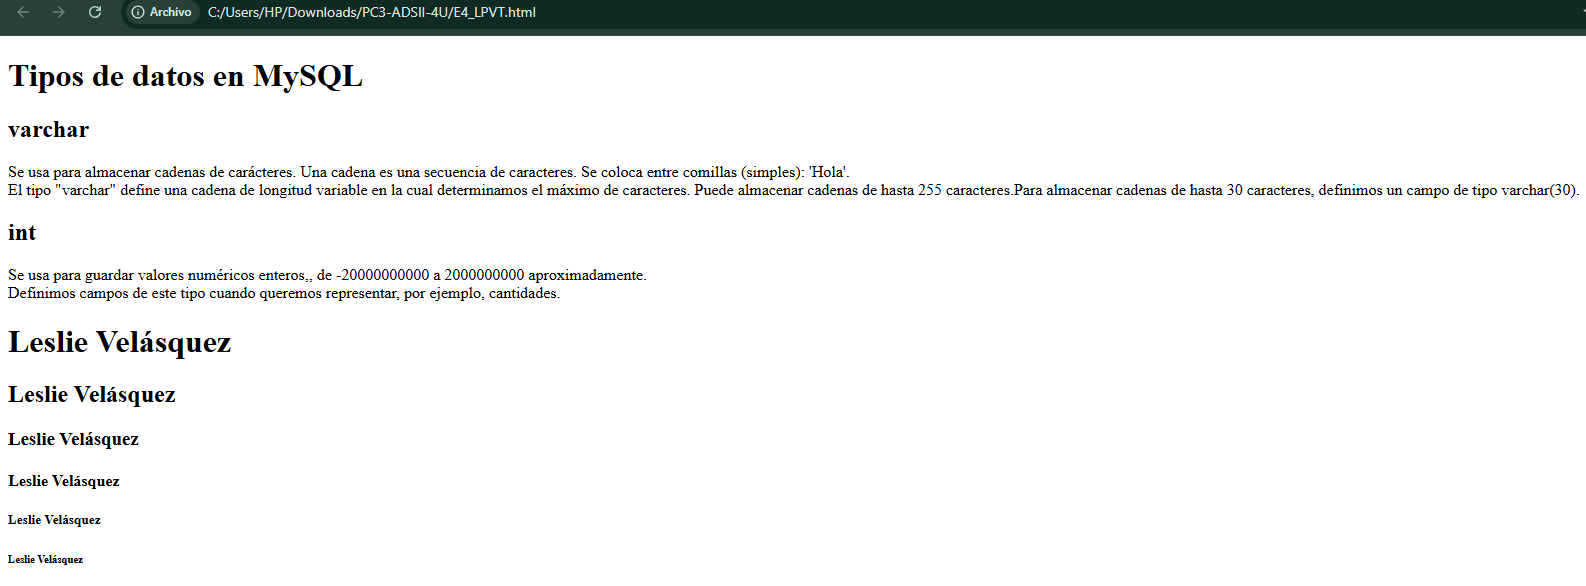 Archivo C:/Users/HP/Downloads/PC3-ADSII-4U/E4_LPVT.html
Tipos de datos en MySQL
varchar
Se usa para almacenar cadenas de carácteres. Una cadena es una secuencia de caracteres. Se coloca entre comillas (simples): 'Hola'.
El tipo "varchar" define una cadena de longitud variable en la cual determinamos el máximo de caracteres. Puede almacenar cadenas de hasta 255 caracteres.Para almacenar cadenas de hasta 30 caracteres, definimos un campo de tipo varchar(30).
int
Se usa para guardar valores numéricos enteros,, de -20000000000 a 2000000000 aproximadamente.
Definimos campos de este tipo cuando queremos representar, por ejemplo, cantidades.
Leslie Velásquez
Leslie Velásquez
Leslie Velásquez
Leslie Velásquez
Leslie Velásquez
Leslie Velásquez